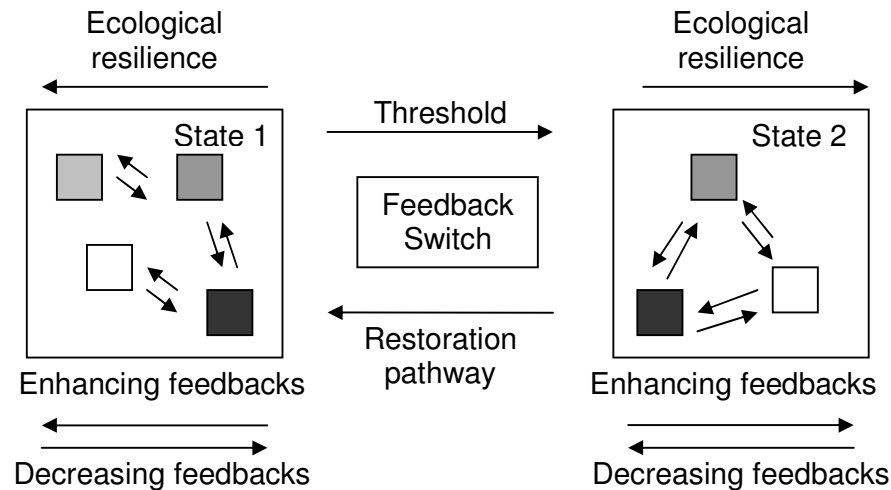 Ecological
resilience
State 1
Enhancing feedbacks
Decreasing feedbacks
Threshold
Feedback
Switch
Restoration
pathway
Ecological
resilience
State 2
Enhancing feedbacks
Decreasing feedbacks